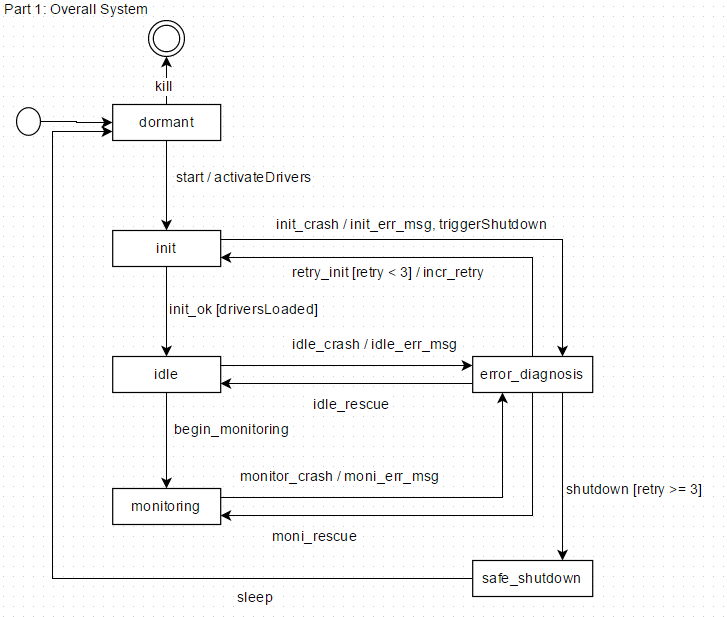 Part 1: Overall System
kill
dormant
start / activateDrivers
init_crash / init_err_msg, triggerShutdown
init
retry_init [retry < 3] / incr_retry
init_ok [driversLoaded]
idle_crash / idle_err_msg
idle
error_diagnosis
idle_rescue
begin_monitoring
monitor_crash / moni_err_msg
shutdown [retry >= 3]
monitoring
moni_rescue
safe_shutdown
sleep